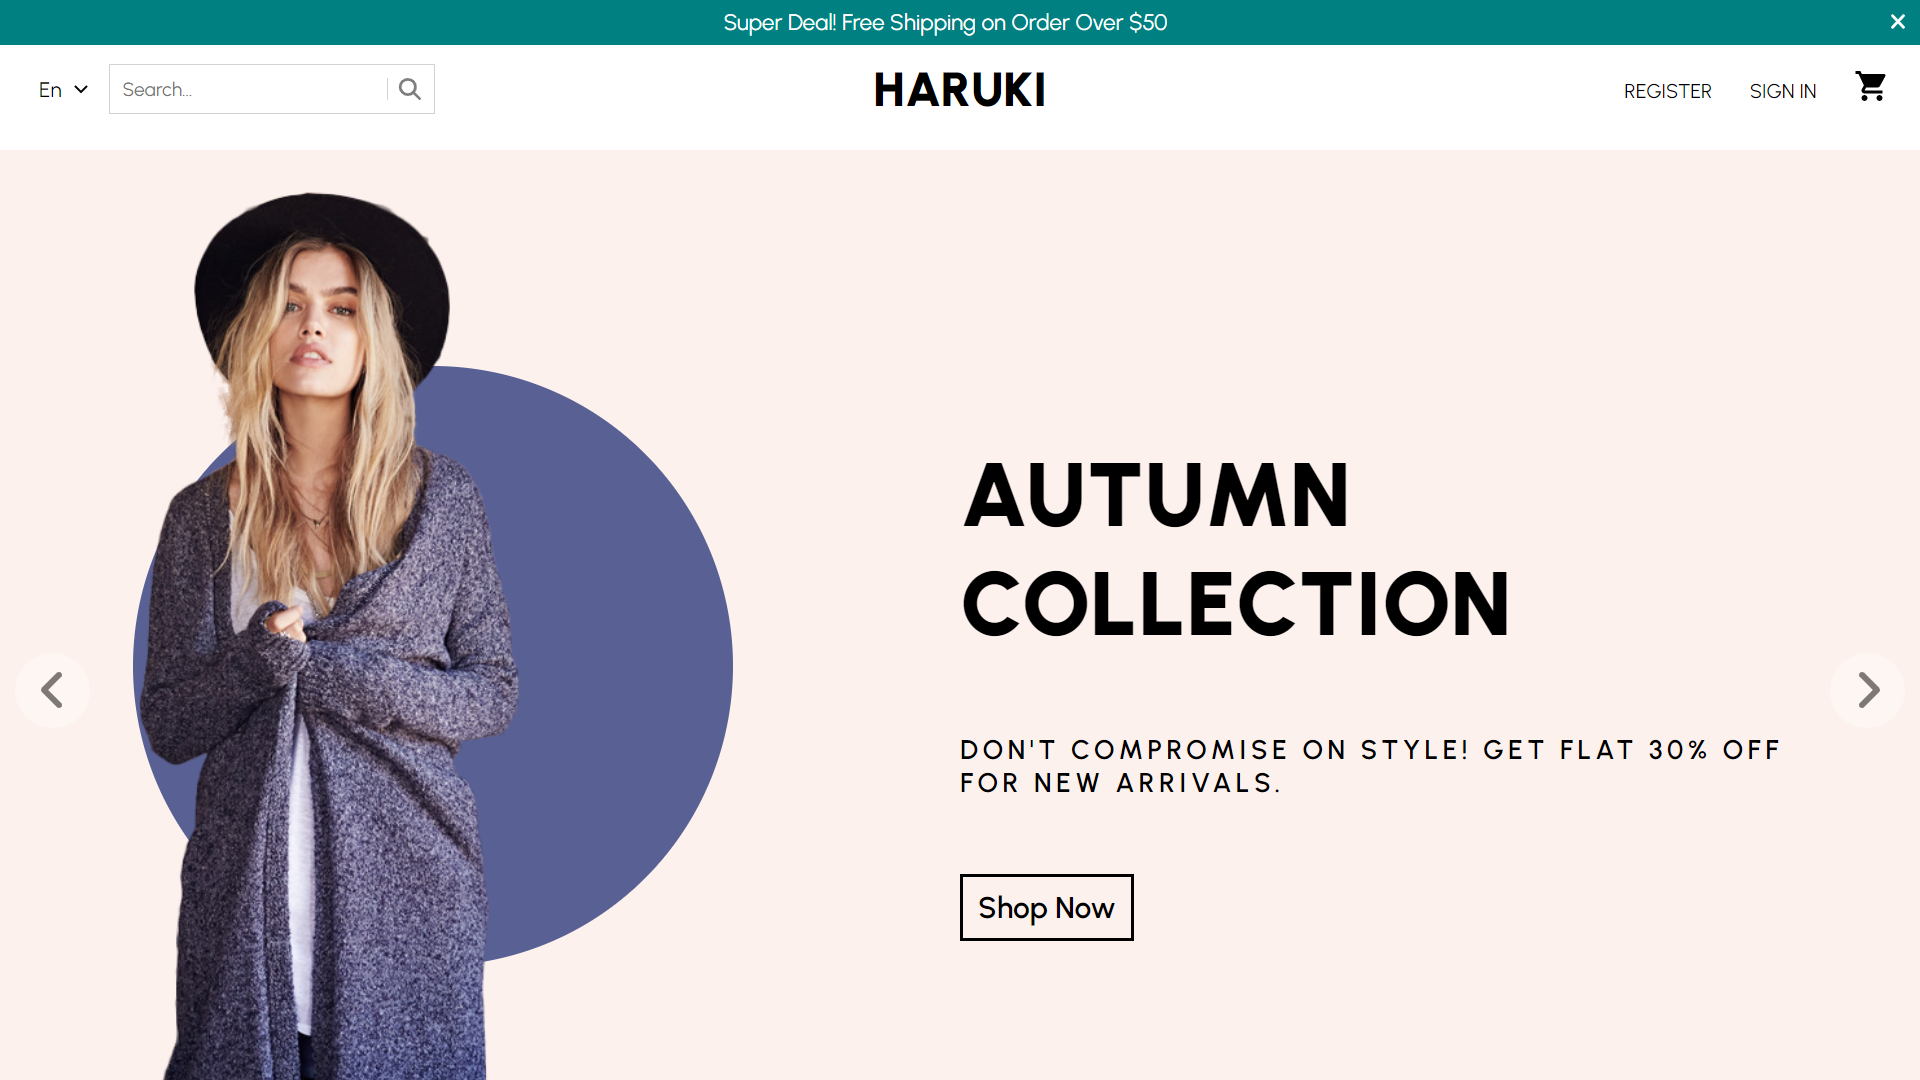 Super Deal! Free Shipping on Order Over $50
En
Search...
HARUKI
REGISTER
SIGN IN
AUTUMN
COLLECTION
DON'T COMPROMISE ON STYLE! GET FLAT 30% OFF
FOR NEW ARRIVALS.
Shop Now